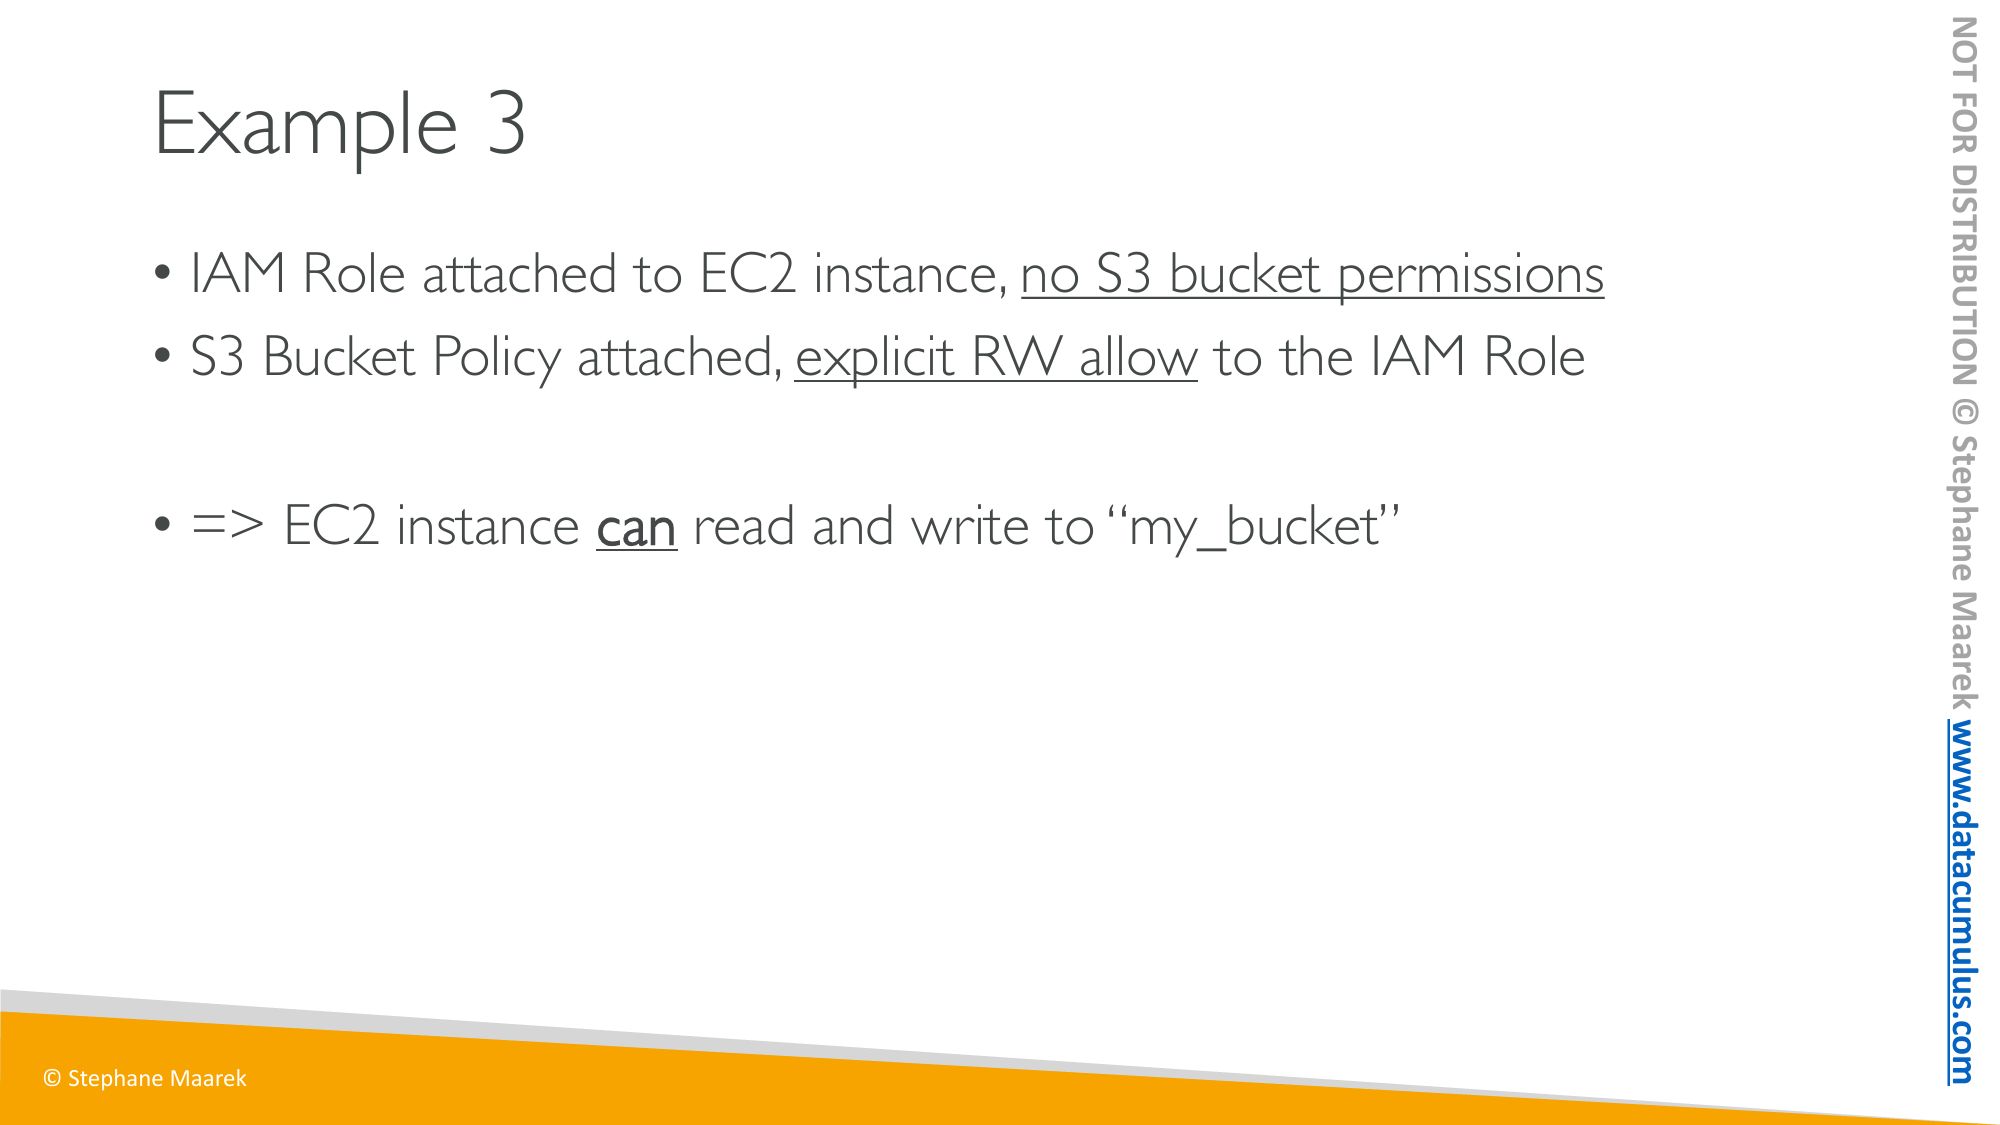 Example 3
• IAM Role attached to EC2 instance, no S3 bucket permissions
• S3 Bucket Policy attached, explicit RW allow to the IAM Role
• => EC2 instance can read and write to “my_bucket”
© Stephane Maarek
NOT FOR DISTRIBUTION © Stephane Maarek www.datacumulus.com